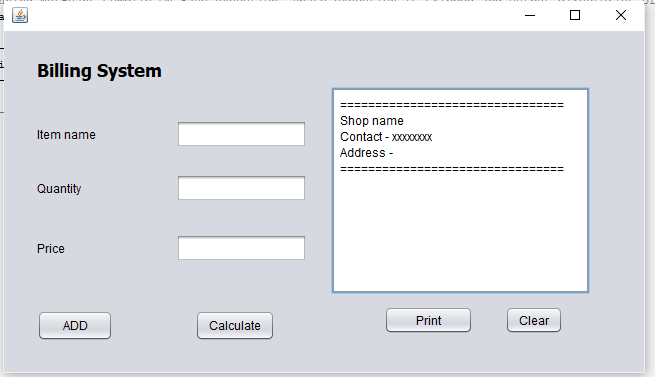 Billing System
Item name
Quantity
Price
ADD
Calculate
================================
Shop name
Contact - xxxxxxxx
Address -
================================
Print
Clear